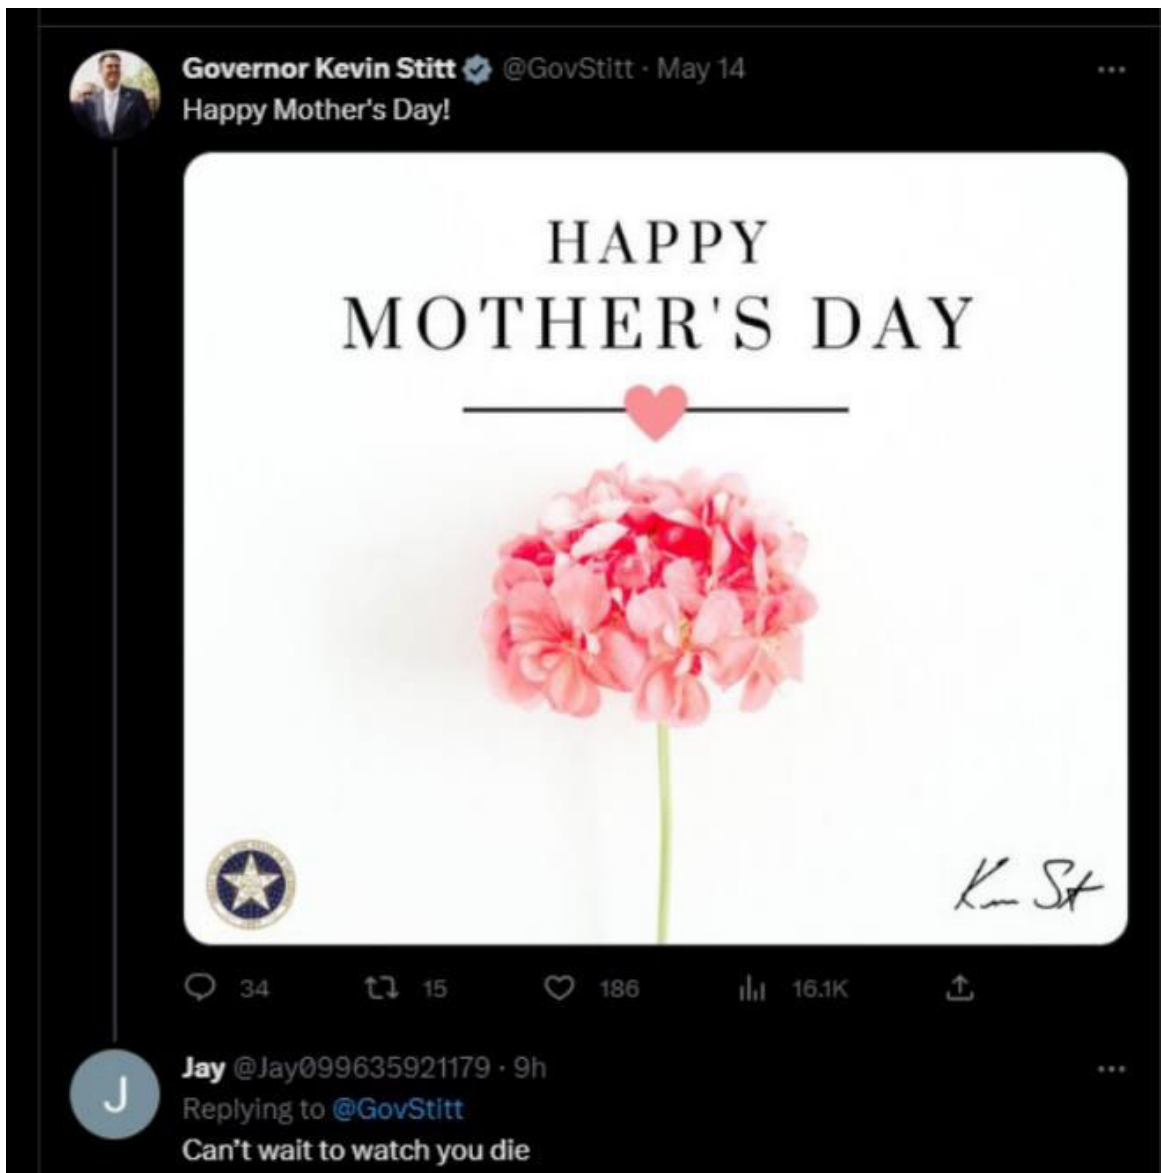 Governor Kevin Stitt @GovStitt · May 14
Happy Mother's Day!
HAPPY
MOTHER'S DAY
34 15 186 16.1K
J
Jay @Jay099635921179 · 9h
Replying to @GovStitt
Can't wait to watch you die